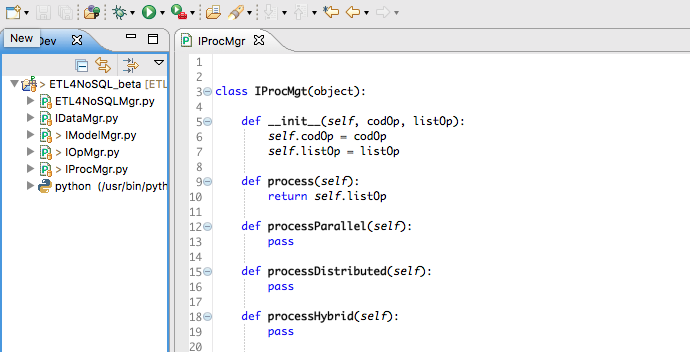 New
Dev
IProcMgr
> ETL4NoSQL_beta [ETL
ETL4NoSQLMgr.py
IDataMgr.py
> IModelMgr.py
> IOpMgr.py
> IProcMgr.py
python (/usr/bin/pyth
1
2
3 class IProcMgt(object):
4
5 def __init__(self, codOp, listOp):
6 self.codOp = codOp
7 self.listOp = listOp
8
9 def process(self):
10 return self.listOp
11
12 def processParallel(self):
13 pass
14
15 def processDistributed(self):
16 pass
17
18 def processHybrid(self):
19 pass
20